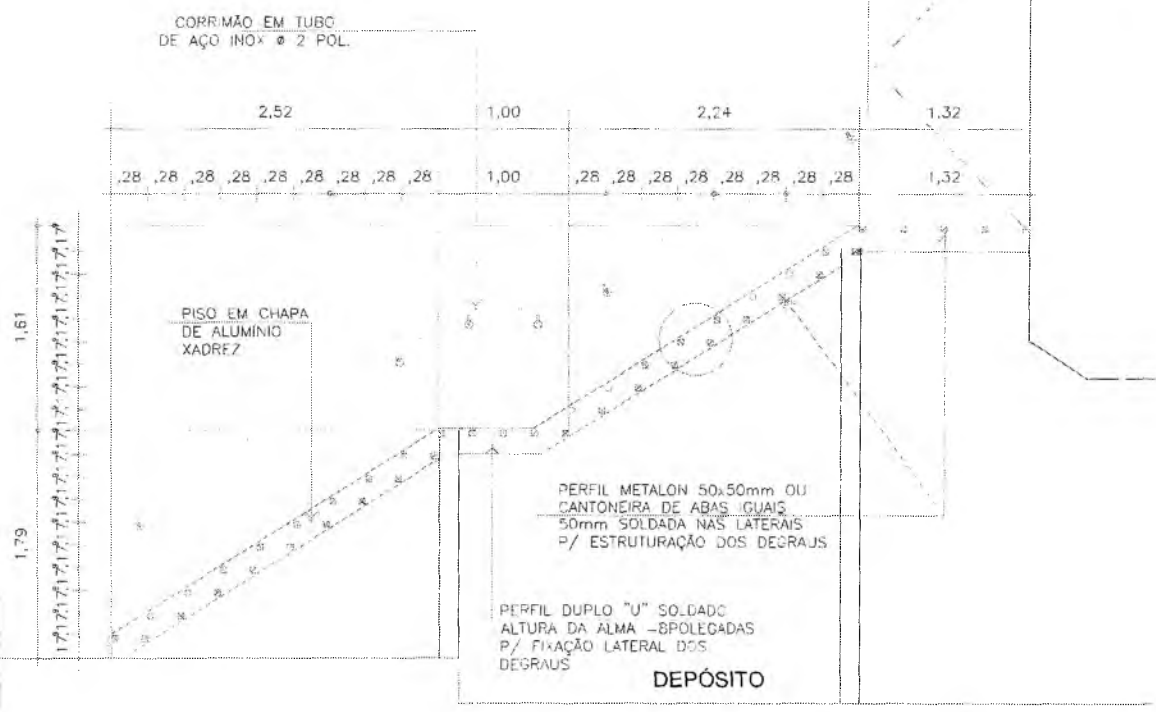 CORRIMÃO EM TUBO
DE AÇO INOX ø 2 POL.
2,52 1,00 2,24 1,32
,28 ,28 ,28 ,28 ,28 ,28 ,28 ,28 ,28 1,00 ,28 ,28 ,28 ,28 ,28 ,28 ,28 ,28 1,32
1,61
PISO EM CHAPA
DE ALUMÍNIO
XADREZ
1,79
PERFIL METALON 50x50mm OU
CANTONEIRA DE ABAS IGUAIS
50mm SOLDADA NAS LATERAIS
P/ ESTRUTURAÇÃO DOS DEGRAUS
PERFIL DUPLO "U" SOLDADO
ALTURA DA ALMA -8POLEGADAS
P/ FIXAÇÃO LATERAL DOS
DEGRAUS
DEPÓSITO